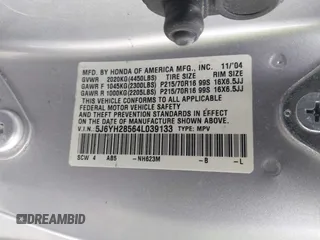 MFD. BY HONDA OF AMERICA MFG., INC. 11/'04
GVWR 2020KG(4450LBS) TIRE SIZE RIM SIZE
GAWR F 1045KG(2300LBS) P215/70R16 99S 16X6.5JJ
GAWR R 1000KG(2205LBS) P215/70R16 99S 16X6.5JJ
THIS VEHICLE CONFORMS TO ALL APPLICABLE FEDERAL MOTOR VEHICLE SAFETY AND THEFT PREVENTION STANDARDS IN EFFECT ON THE DATE OF MANUFACTURE SHOWN ABOVE.
V.I.N.: 5J6YH28564L039133 TYPE: MPV
SCW 4 ABS -NH623M -B -L
DREAMBID